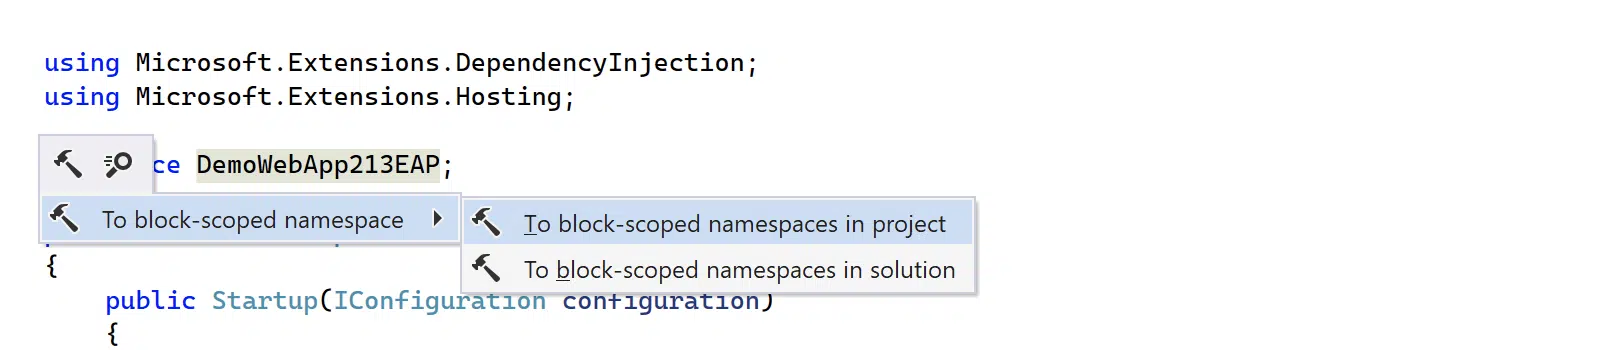 using Microsoft.Extensions.DependencyInjection;
using Microsoft.Extensions.Hosting;
ce DemoWebApp213EAP;
To block-scoped namespace
To block-scoped namespaces in project
{
To block-scoped namespaces in solution
public Startup(IConfiguration configuration)
{